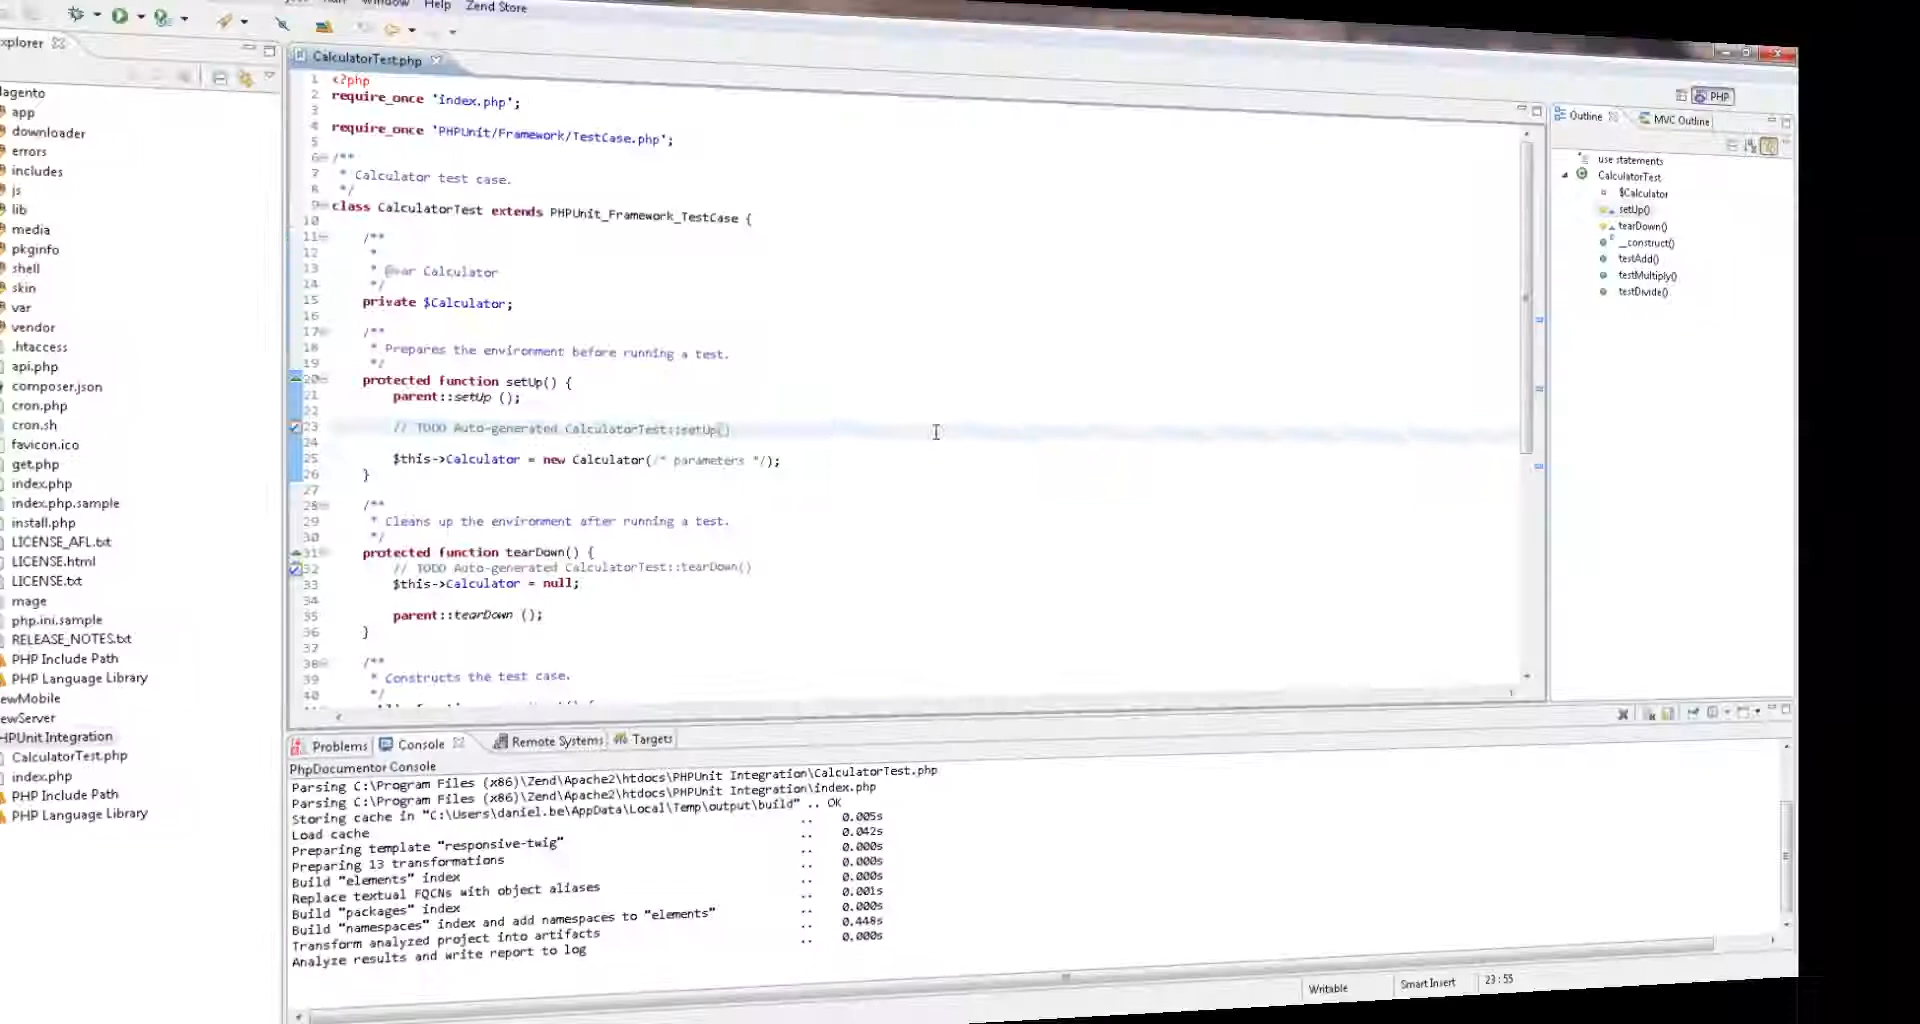 Help Zend Store
CalculatorTest.php
PHP
app
downloader
errors
includes
js
lib
media
pkginfo
shell
skin
var
vendor
.htaccess
api.php
composer.json
cron.php
cron.sh
favicon.ico
get.php
index.php
index.php.sample
install.php
LICENSE_AFL.txt
LICENSE.html
LICENSE.txt
mage
php.ini.sample
RELEASE_NOTES.txt
PHP Include Path
PHP Language Library
Integration
CalculatorTest.php
index.php
PHP Include Path
PHP Language Library
1 <?php
2 require_once 'index.php';
3
4 require_once 'PHPUnit/Framework/TestCase.php';
5
6 /**
7 * Calculator test case.
8 */
9 class CalculatorTest extends PHPUnit_Framework_TestCase {
10
11 /**
12 *
13 * @var Calculator
14 */
15 private $Calculator;
16
17 /**
18 * Prepares the environment before running a test.
19 */
20 protected function setUp() {
21 parent::setUp ();
22
23 // TODO Auto-generated CalculatorTest::setUp()
24
25 $this->Calculator = new Calculator(/* parameters */);
26 }
27
28 /**
29 * Cleans up the environment after running a test.
30 */
31 protected function tearDown() {
32 // TODO Auto-generated CalculatorTest::tearDown()
33 $this->Calculator = null;
34
35 parent::tearDown ();
36 }
37
38 /**
39 * Constructs the test case.
40 */
Outline MVC Outline
use statements
CalculatorTest
$Calculator
setUp()
tearDown()
__construct()
testAdd()
testMultiply()
testDivide()
Problems Console Remote Systems Targets
PhpDocumentor Console
Parsing C:\Program Files (x86)\Zend\Apache2\htdocs\PHPUnit Integration\CalculatorTest.php
Parsing C:\Program Files (x86)\Zend\Apache2\htdocs\PHPUnit Integration\index.php
Storing cache in "C:\Users\daniel.be\AppData\Local\Temp\output\build" .. OK
Load cache .. 0.005s
Preparing template "responsive-twig" .. 0.042s
Preparing 13 transformations .. 0.000s
Build "elements" index .. 0.000s
Replace textual FQCNs with object aliases .. 0.000s
Build "packages" index .. 0.001s
Build "namespaces" index and add namespaces to "elements" .. 0.000s
Transform analyzed project into artifacts .. 0.448s
Analyze results and write report to log .. 0.000s
Writable Smart Insert 23:55